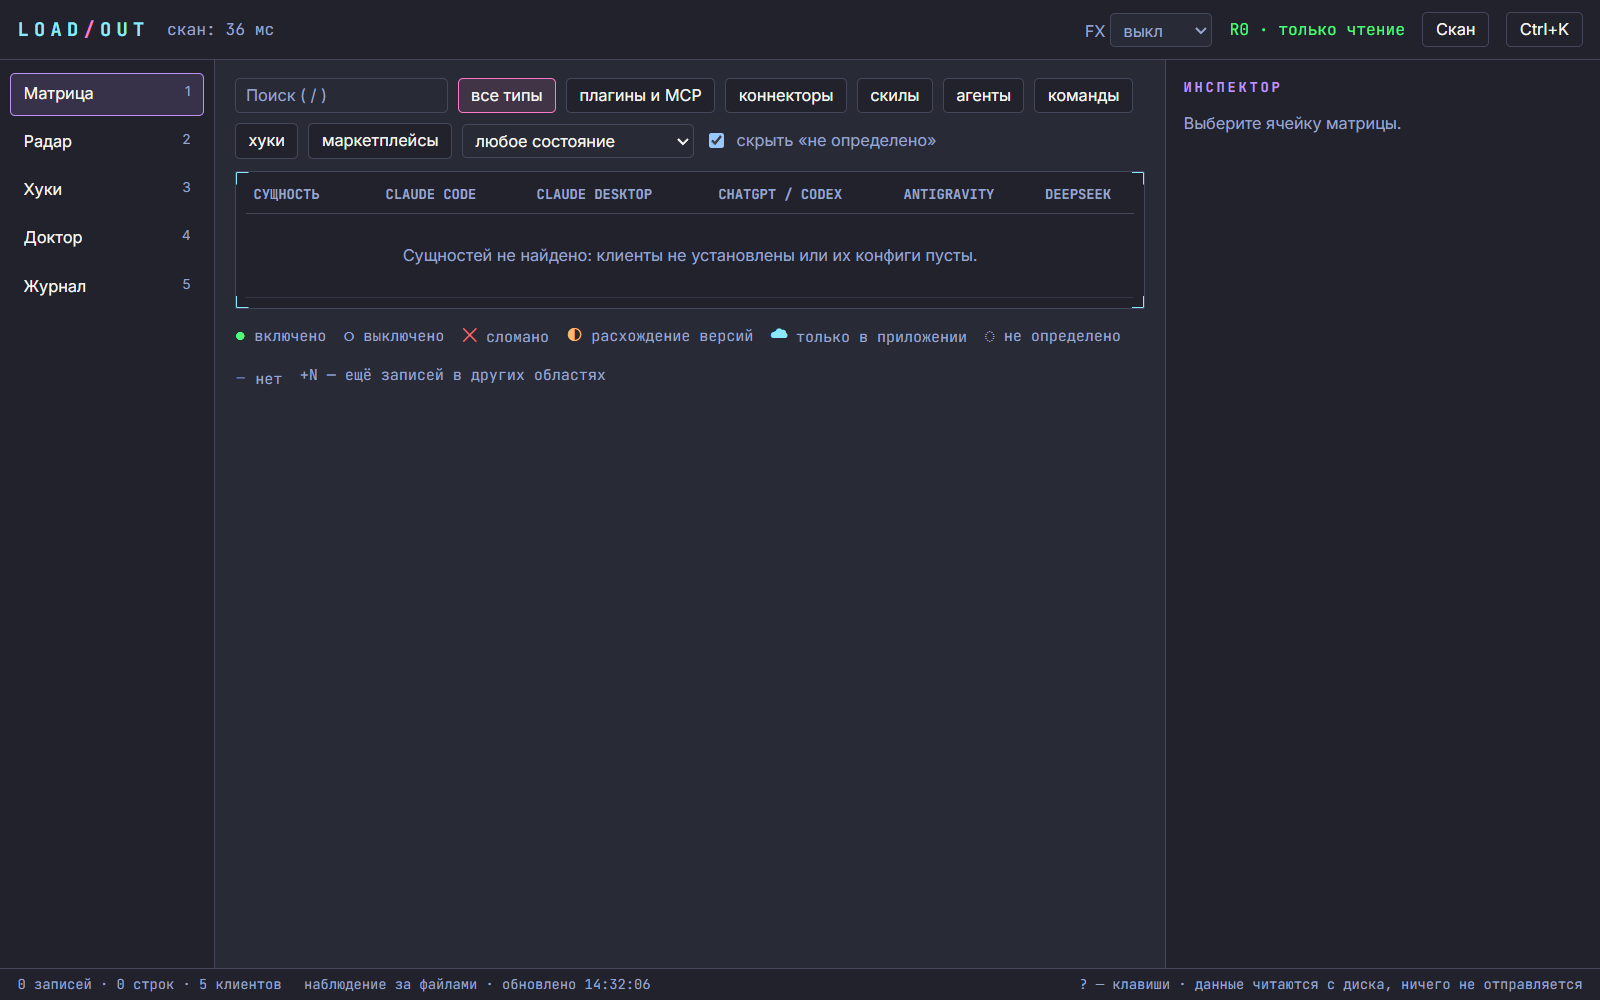 LOAD/OUT скан: 36 мс FX выкл R0 · только чтение Скан Ctrl+K
Матрица 1
Радар 2
Хуки 3
Доктор 4
Журнал 5
Поиск ( / ) все типы плагины и MCP коннекторы скилы агенты команды
хуки маркетплейсы любое состояние скрыть «не определено»
СУЩНОСТЬ CLAUDE CODE CLAUDE DESKTOP CHATGPT / CODEX ANTIGRAVITY DEEPSEEK
Сущностей не найдено: клиенты не установлены или их конфиги пусты.
включено выключено сломано расхождение версий только в приложении не определено
— нет +N — ещё записей в других областях
ИНСПЕКТОР
Выберите ячейку матрицы.
0 записей · 0 строк · 5 клиентов наблюдение за файлами · обновлено 14:32:06 ? — клавиши · данные читаются с диска, ничего не отправляется